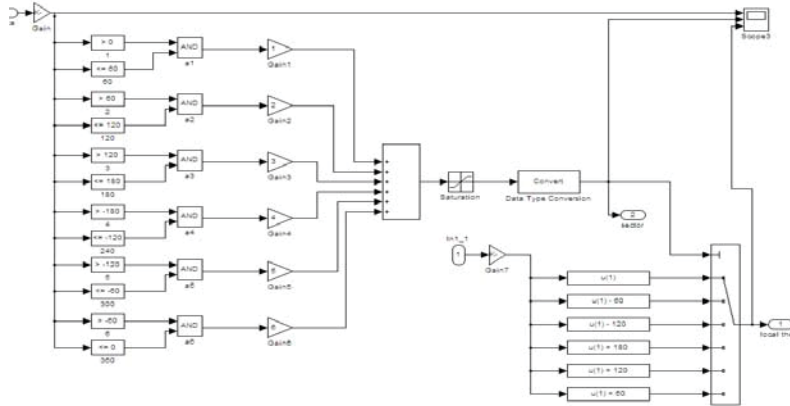 Gain
Scope3
> 0
1
<= 60
60
AND
a1
1
Gain1
> 60
2
<= 120
120
AND
a2
2
Gain2
> 120
3
<= 180
180
AND
a3
3
Gain3
> -180
4
<= -120
240
AND
a4
4
Gain4
> -120
5
<= -60
300
AND
a5
5
Gain5
> -60
6
<= 0
360
AND
a6
6
Gain6
Saturation
Convert
Data Type Conversion
2
sector
1
Gain7
u(1)
u(1) - 60
u(1) - 120
u(1) + 180
u(1) + 120
u(1) + 60
1
local the